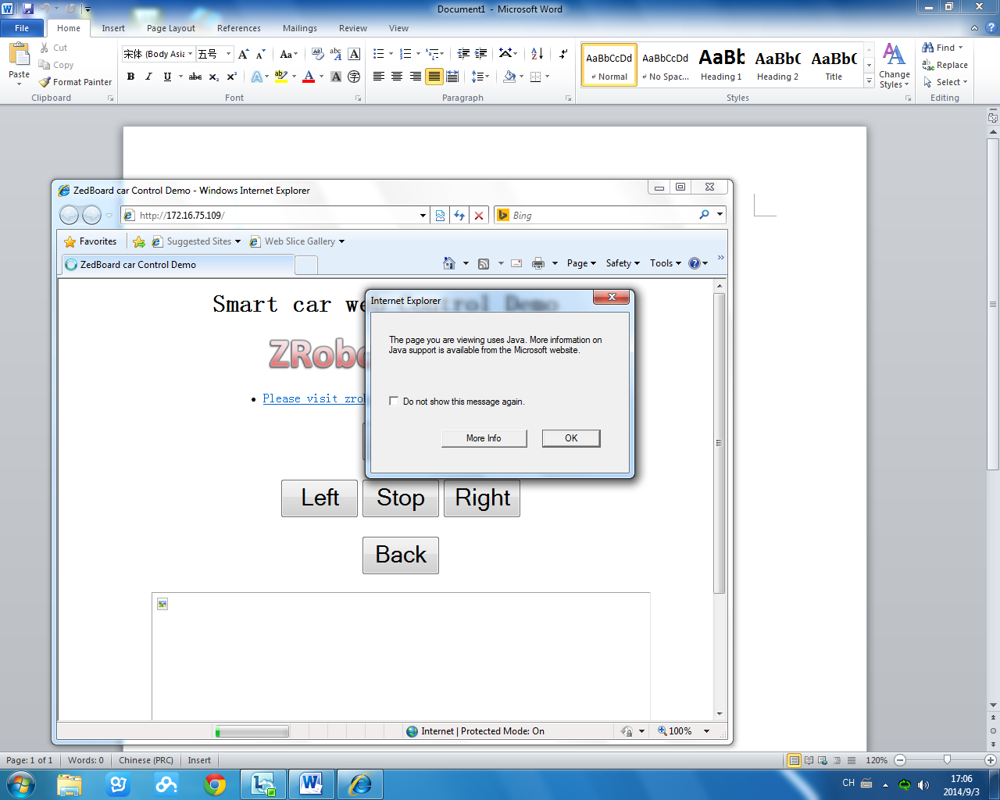 Document1 - Microsoft Word
File Home Insert Page Layout References Mailings Review View
Paste
Cut
Copy
Format Painter
宋体 (Body Asia 五号
AaBbCcDd AaBbCcDd AaBb AaBbC AaBbC
Normal No Spac... Heading 1 Heading 2 Title
Change Styles
Find
Replace
Select
Clipboard Font Paragraph Styles Editing
ZedBoard car Control Demo - Windows Internet Explorer
http://172.16.75.109/ Bing
Favorites Suggested Sites Web Slice Gallery
ZedBoard car Control Demo Page Safety Tools
Smart car web Control Demo
ZRobo
Please visit zrob
Internet Explorer
The page you are viewing uses Java. More information on
Java support is available from the Microsoft website.
Do not show this message again.
More Info OK
Left Stop Right
Back
Internet | Protected Mode: On 100%
Page: 1 of 1 Words: 0 Chinese (PRC) Insert 120%
CH 17:06
2014/9/3